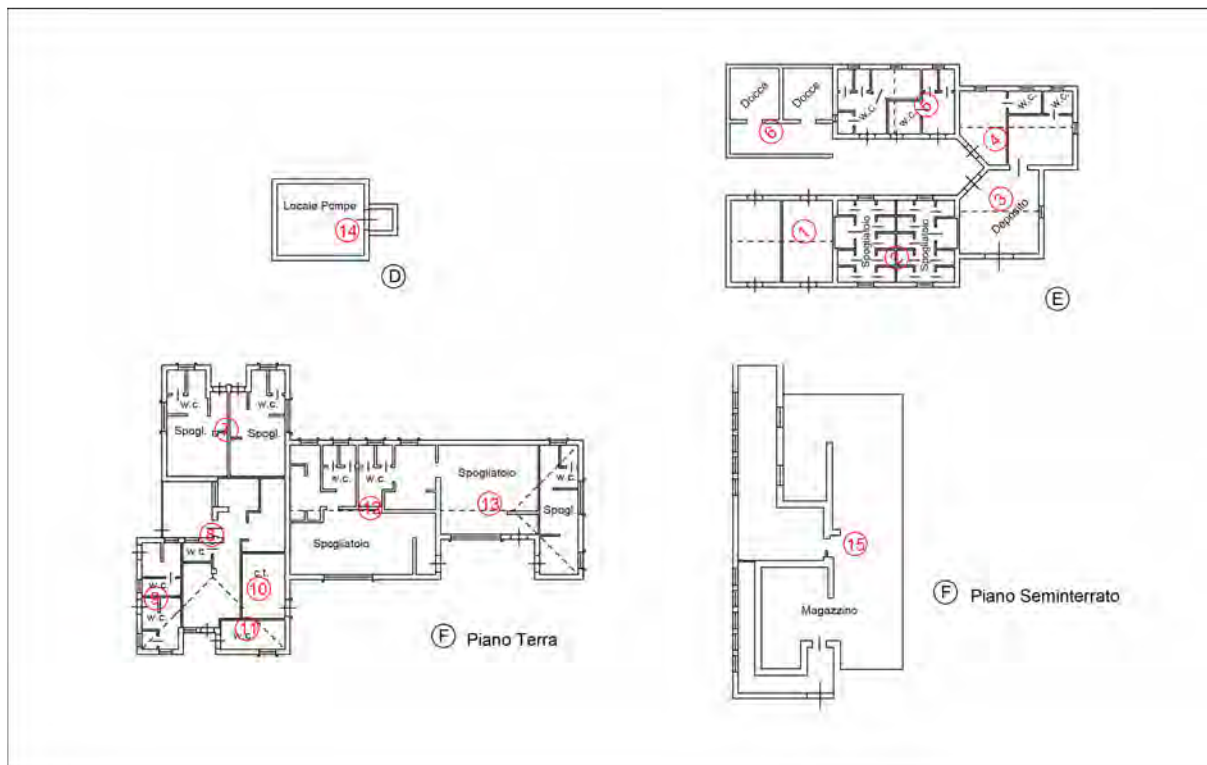 Docce
Docce
6
w.c.
w.c.
5
w.c.
w.c.
4
3
Deposito
1
Spogliatoio
2
Spogliatoio
E
Locale Pompe
14
D
w.c.
w.c.
7
Spogl.
Spogl.
w.c.
w.c.
12
Spogliatoio
13
w.c.
Spogl.
8
w.c.
Spogliatoio
w.c.
9
w.c.
c.t.
10
11
w.c.
F Piano Terra
15
Magazzino
F Piano Seminterrato